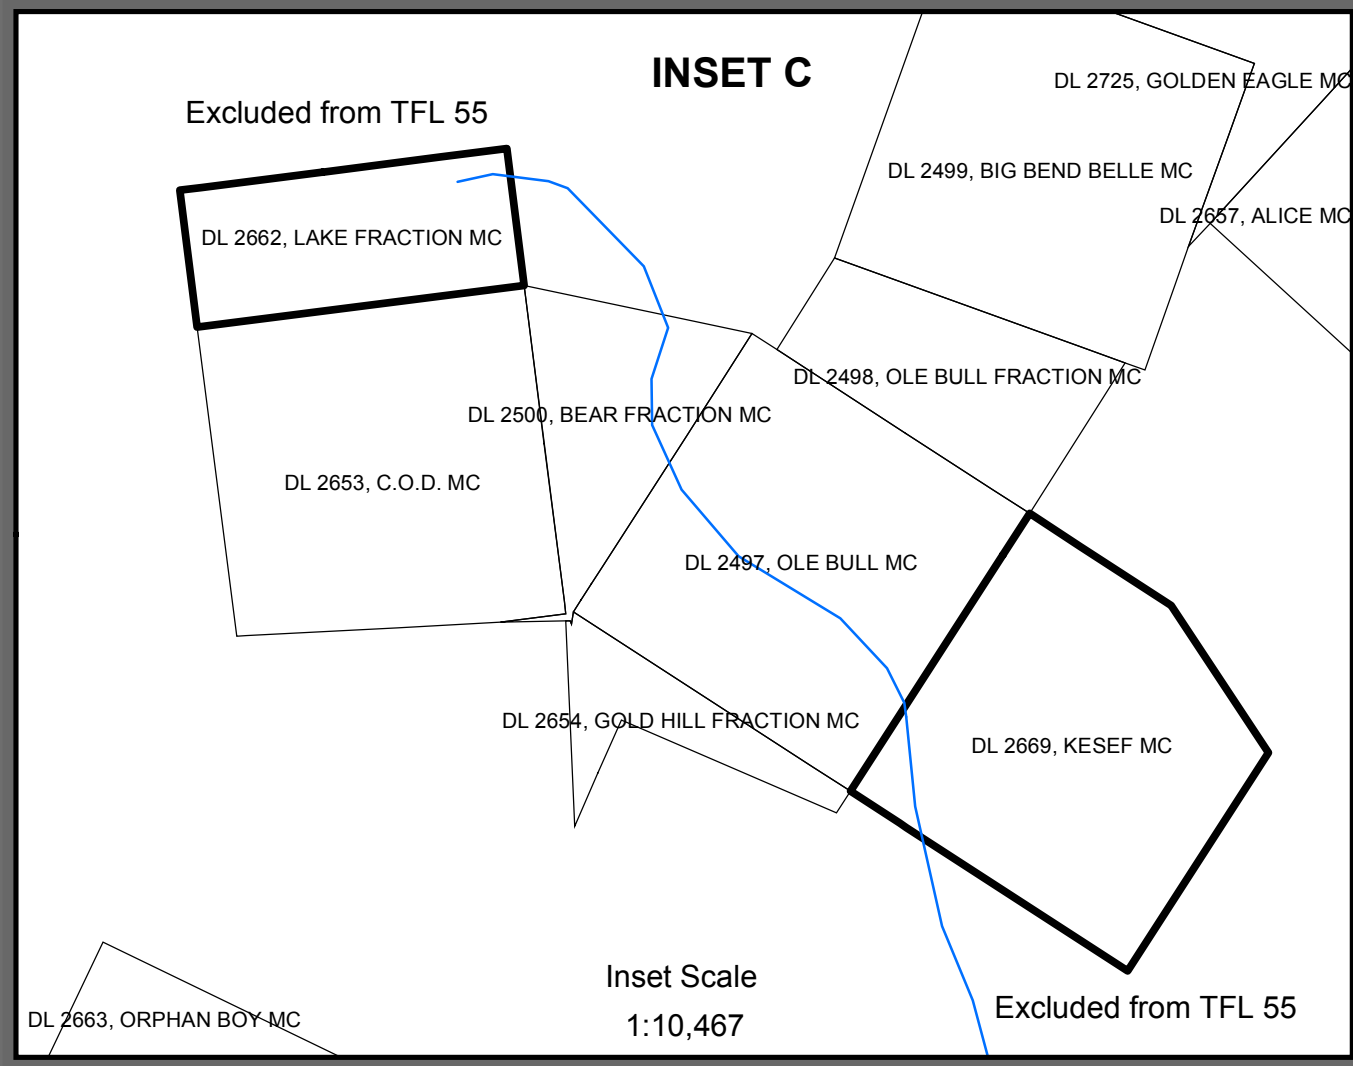 INSET C
DL 2725, GOLDEN EAGLE MC
Excluded from TFL 55
DL 2499, BIG BEND BELLE MC
DL 2657, ALICE MC
DL 2662, LAKE FRACTION MC
DL 2498, OLE BULL FRACTION MC
DL 2500, BEAR FRACTION MC
DL 2653, C.O.D. MC
DL 2497, OLE BULL MC
DL 2654, GOLD HILL FRACTION MC
DL 2669, KESEF MC
Inset Scale
1:10,467
Excluded from TFL 55
DL 2663, ORPHAN BOY MC